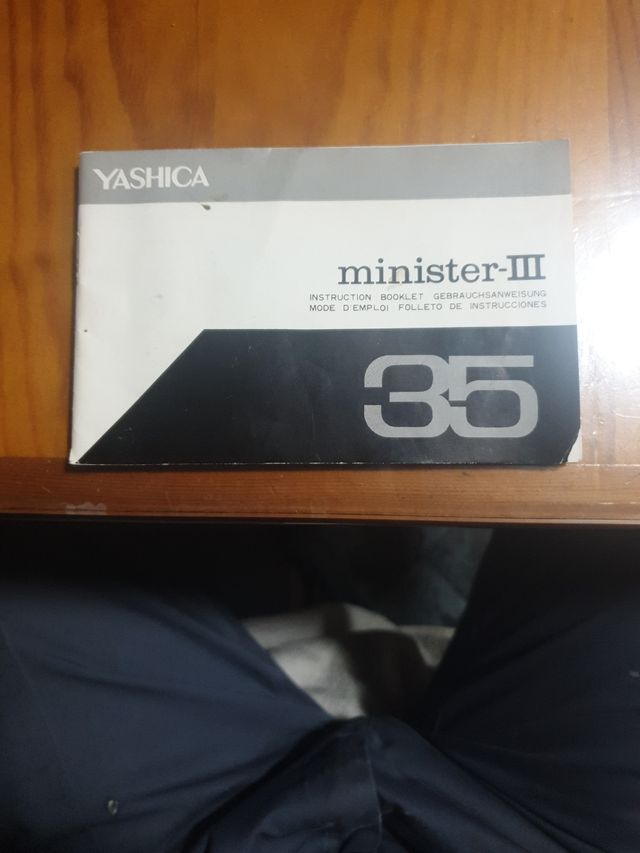 YASHICA
minister-III
INSTRUCTION BOOKLET GEBRAUCHSANWEISUNG
MODE D'EMPLOI FOLLETO DE INSTRUCCIONES
35